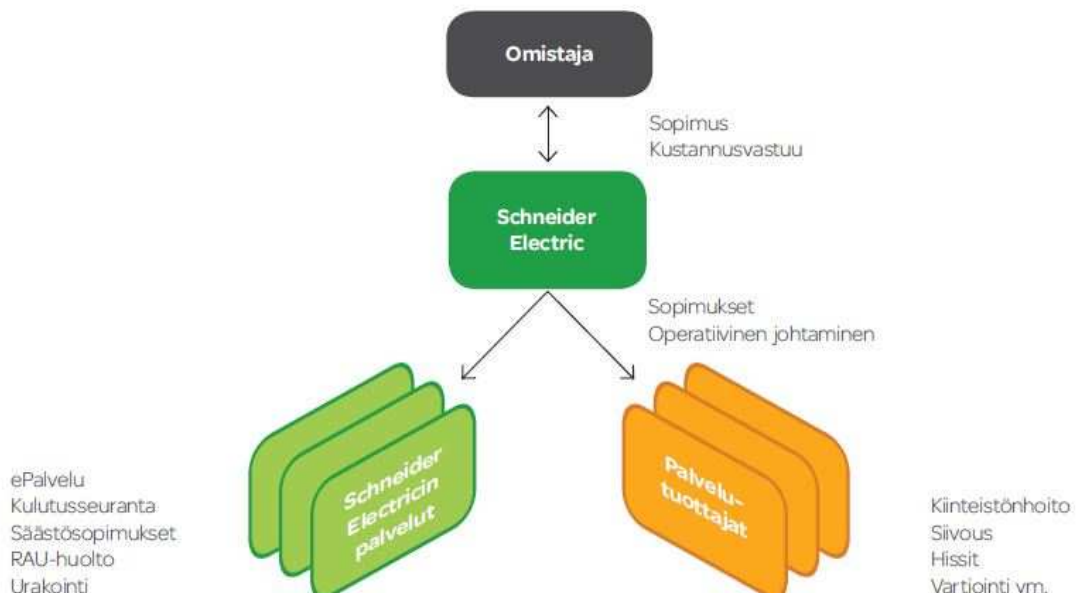 Omistaja
Sopimus
Kustannusvastuu
Schneider
Electric
Sopimukset
Operatiivinen johtaminen
ePalvelu
Kulutusseuranta
Säästösopimukset
RAU-huolto
Urakointi
Schneider
Electricin
palvelut
Palvelu-
tuottajat
Kiinteistönhoito
Siivous
Hissit
Vartiointi ym.